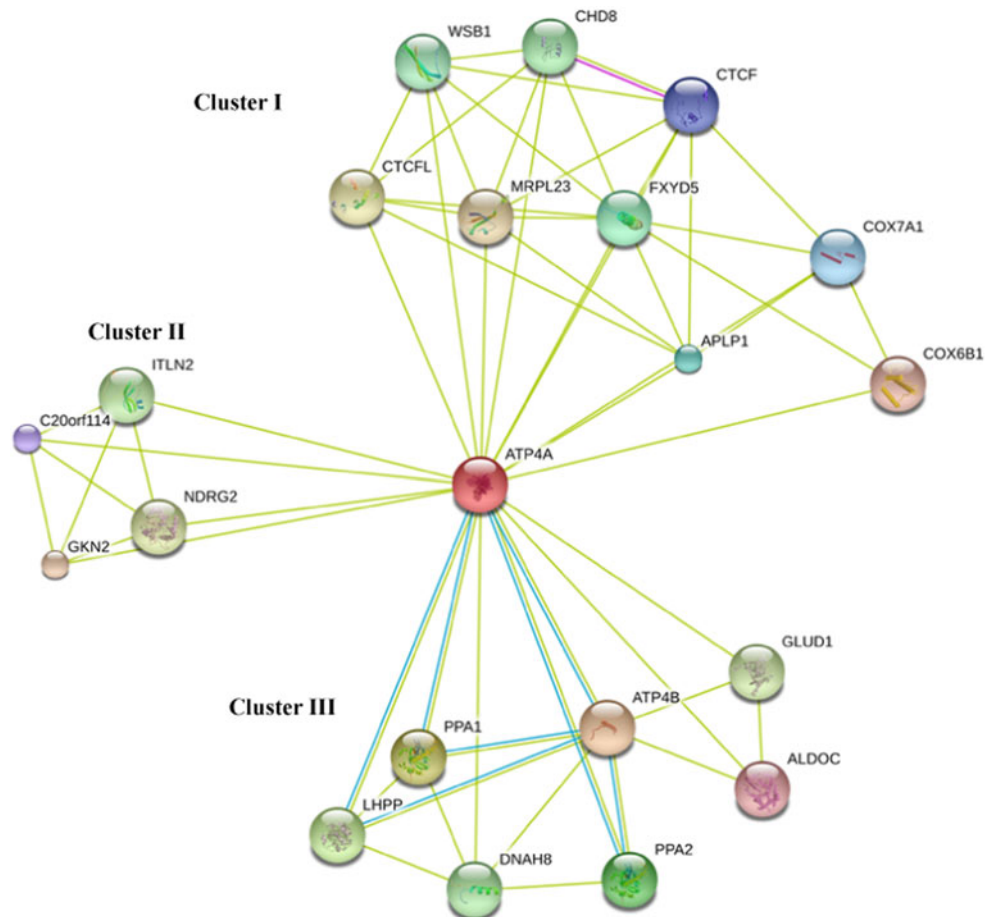 WSB1
CHD8
CTCF
Cluster I
CTCFL
MRPL23
FXYD5
COX7A1
APLP1
COX6B1
Cluster II
ITLN2
C20orf114
NDRG2
GKN2
ATP4A
GLUD1
Cluster III
ATP4B
PPA1
ALDOC
LHPP
DNAH8
PPA2